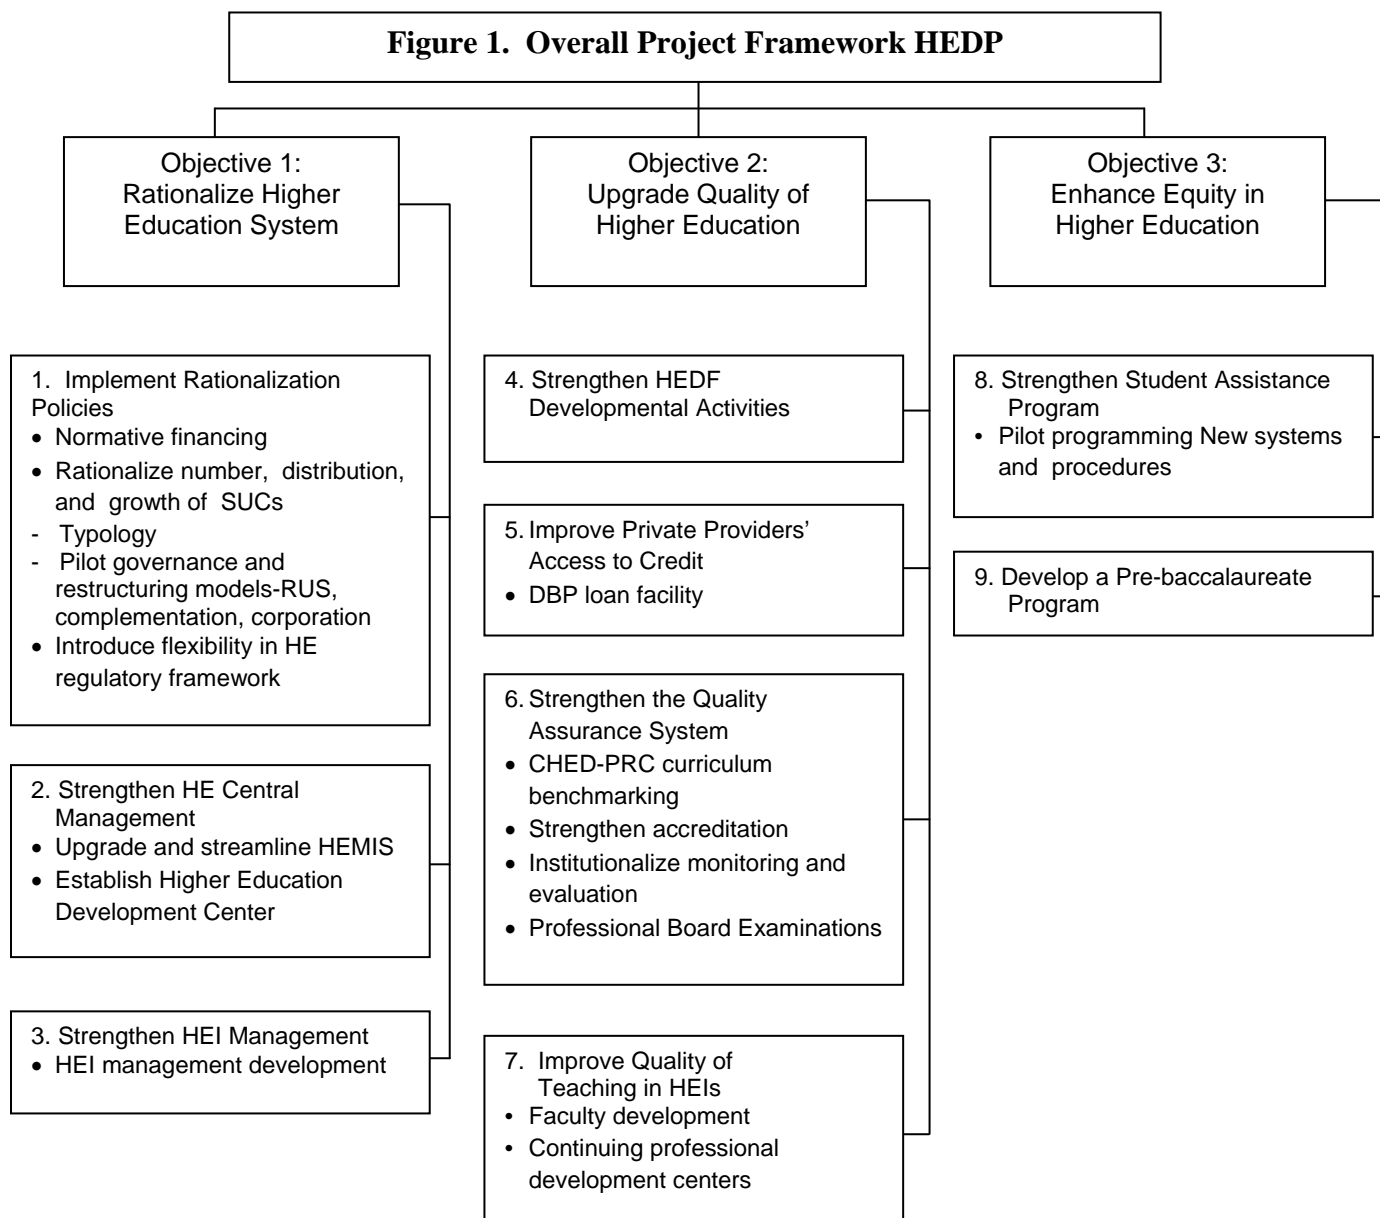 Figure 1.  Overall Project Framework HEDP
Objective 1:
Rationalize Higher
Education System
Objective 2:
Upgrade Quality of
Higher Education
Objective 3:
Enhance Equity in
Higher Education
1.  Implement Rationalization
Policies
• Normative financing
• Rationalize number,  distribution,
and  growth of  SUCs
-  Typology
-  Pilot governance and
restructuring models-RUS,
complementation, corporation
• Introduce flexibility in HE
regulatory framework
2. Strengthen HE Central
Management
• Upgrade and streamline HEMIS
• Establish Higher Education
Development Center
3. Strengthen HEI Management
• HEI management development
4. Strengthen HEDF
Developmental Activities
5. Improve Private Providers’
Access to Credit
• DBP loan facility
6. Strengthen the Quality
Assurance System
• CHED-PRC curriculum
benchmarking
• Strengthen accreditation
• Institutionalize monitoring and
evaluation
• Professional Board Examinations
7.  Improve Quality of
Teaching in HEIs
• Faculty development
• Continuing professional
development centers
8. Strengthen Student Assistance
Program
• Pilot programming New systems
and  procedures
9. Develop a Pre-baccalaureate
Program